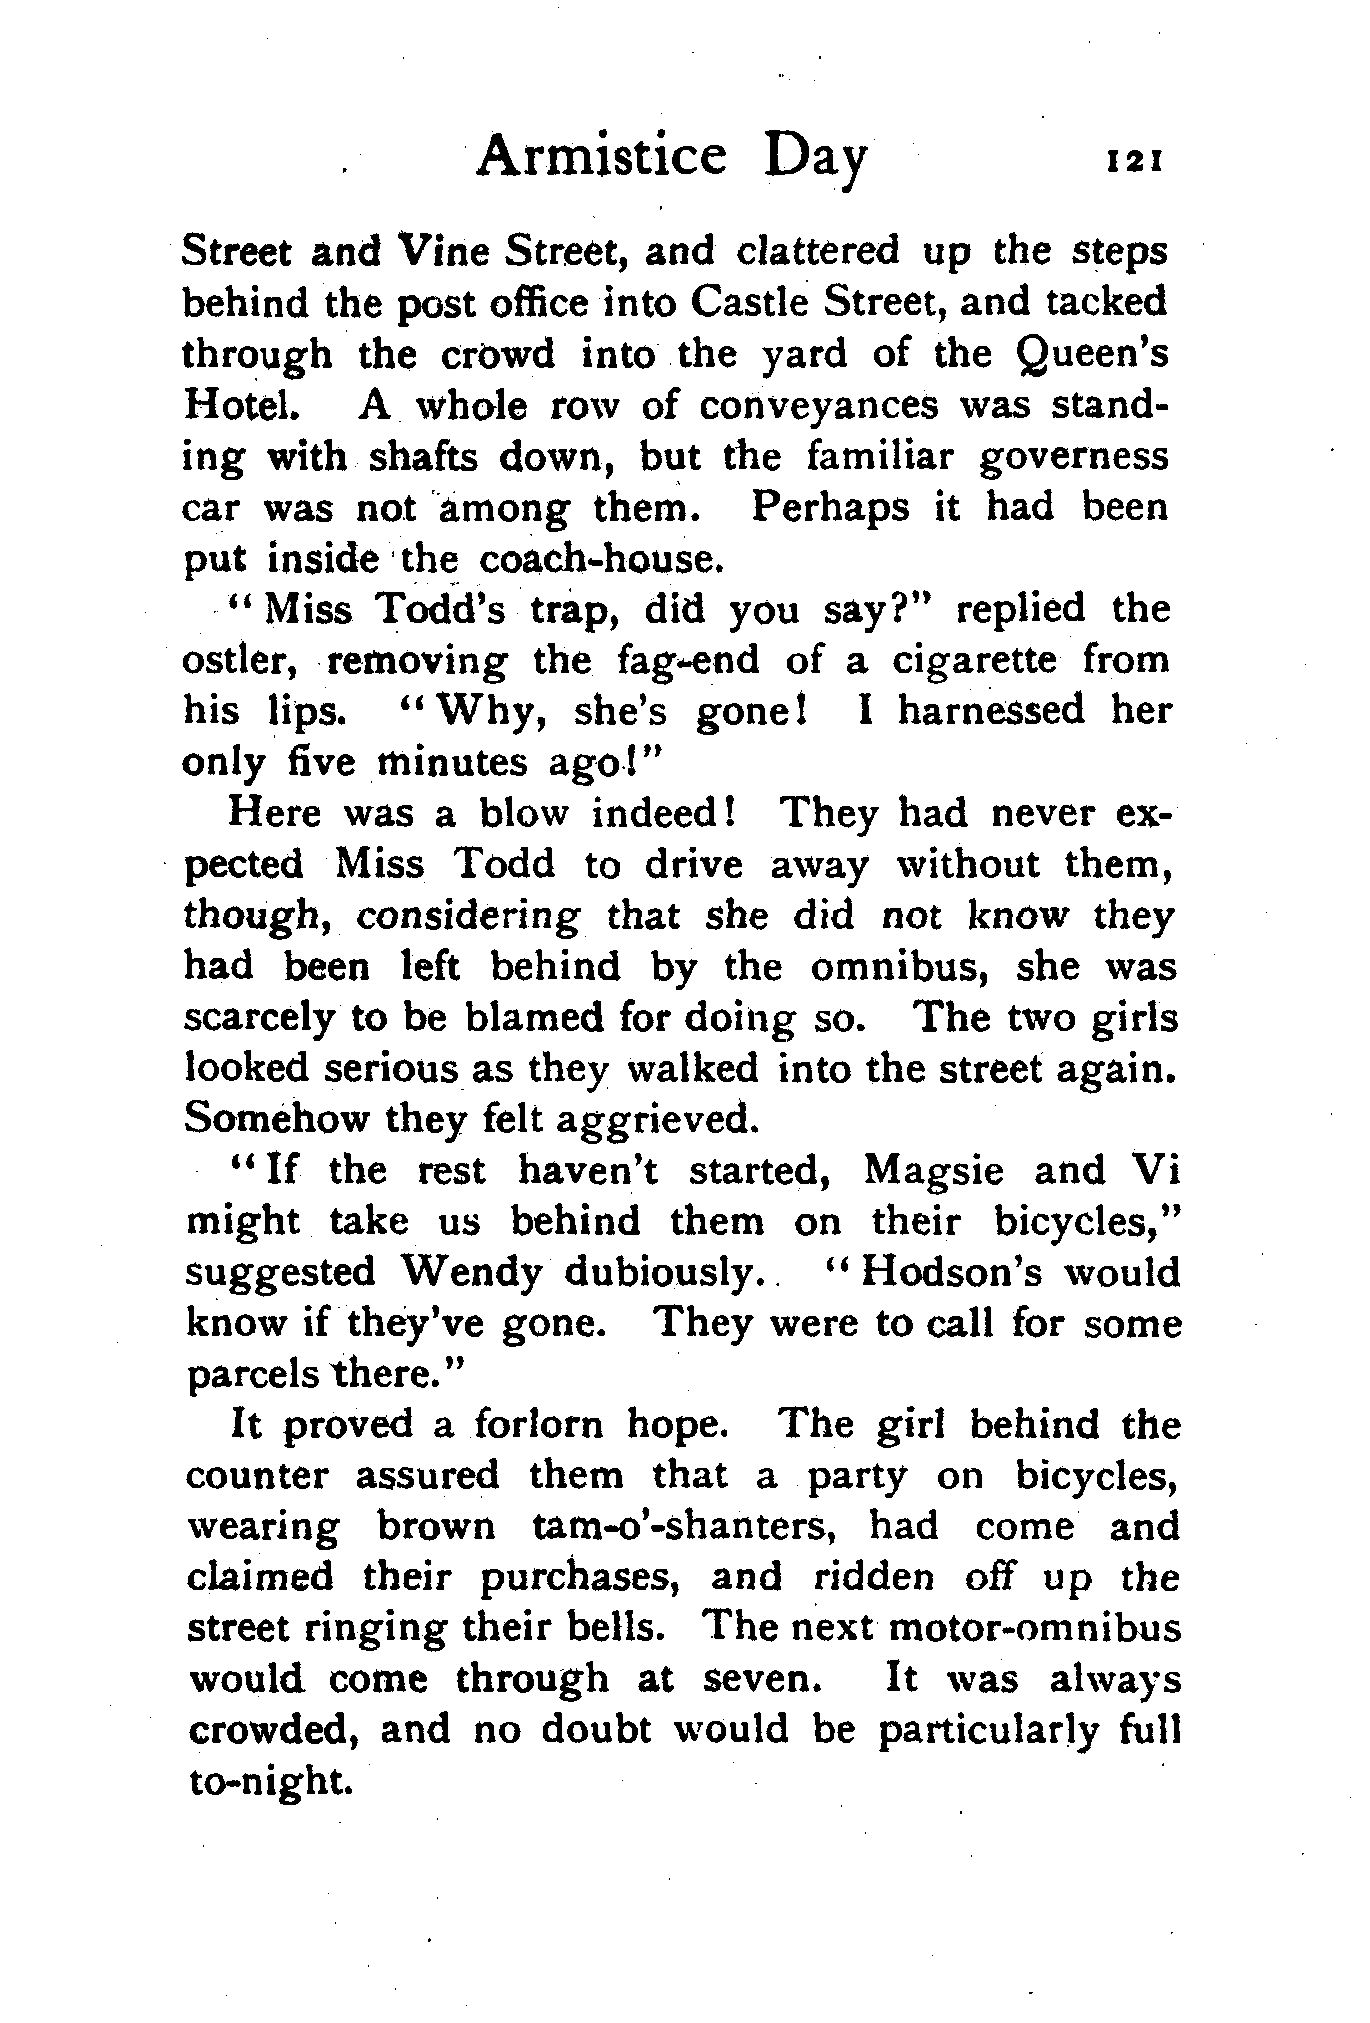 Armistice Day 121
Street and Vine Street, and clattered up the steps
behind the post office into Castle Street, and tacked
through the crowd into the yard of the Queen's
Hotel. A whole row of conveyances was stand-
ing with shafts down, but the familiar governess
car was not among them. Perhaps it had been
put inside the coach-house.
"Miss Todd's trap, did you say?" replied the
ostler, removing the fag-end of a cigarette from
his lips. "Why, she's gone! I harnessed her
only five minutes ago!"
Here was a blow indeed! They had never ex-
pected Miss Todd to drive away without them,
though, considering that she did not know they
had been left behind by the omnibus, she was
scarcely to be blamed for doing so. The two girls
looked serious as they walked into the street again.
Somehow they felt aggrieved.
"If the rest haven't started, Magsie and Vi
might take us behind them on their bicycles,"
suggested Wendy dubiously. "Hodson's would
know if they've gone. They were to call for some
parcels there."
It proved a forlorn hope. The girl behind the
counter assured them that a party on bicycles,
wearing brown tam-o'-shanters, had come and
claimed their purchases, and ridden off up the
street ringing their bells. The next motor-omnibus
would come through at seven. It was always
crowded, and no doubt would be particularly full
to-night.